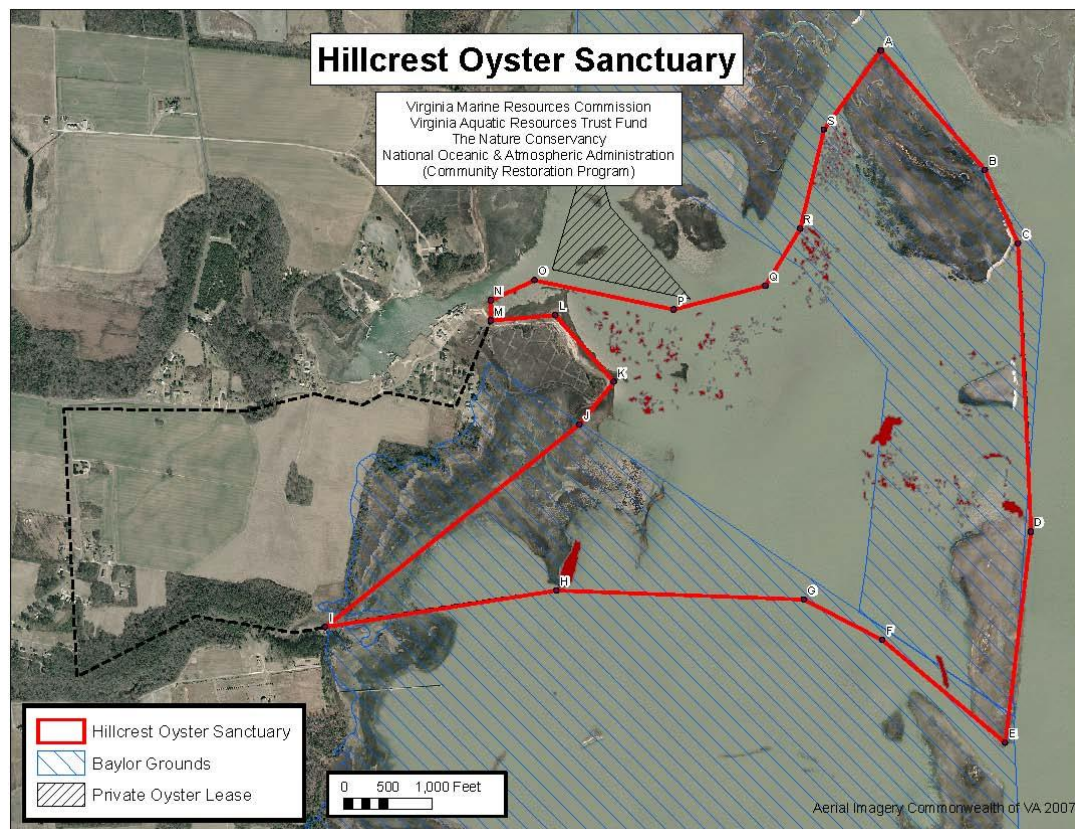 Hillcrest Oyster Sanctuary
Virginia Marine Resources Commission
Virginia Aquatic Resources Trust Fund
The Nature Conservancy
National Oceanic & Atmospheric Administration
(Community Restoration Program)
A
S
B
R
C
Q
O
N
P
L
M
K
J
D
H
G
I
F
E
Hillcrest Oyster Sanctuary
Baylor Grounds
Private Oyster Lease
0 500 1,000 Feet
Aerial Imagery Commonwealth of VA 2007